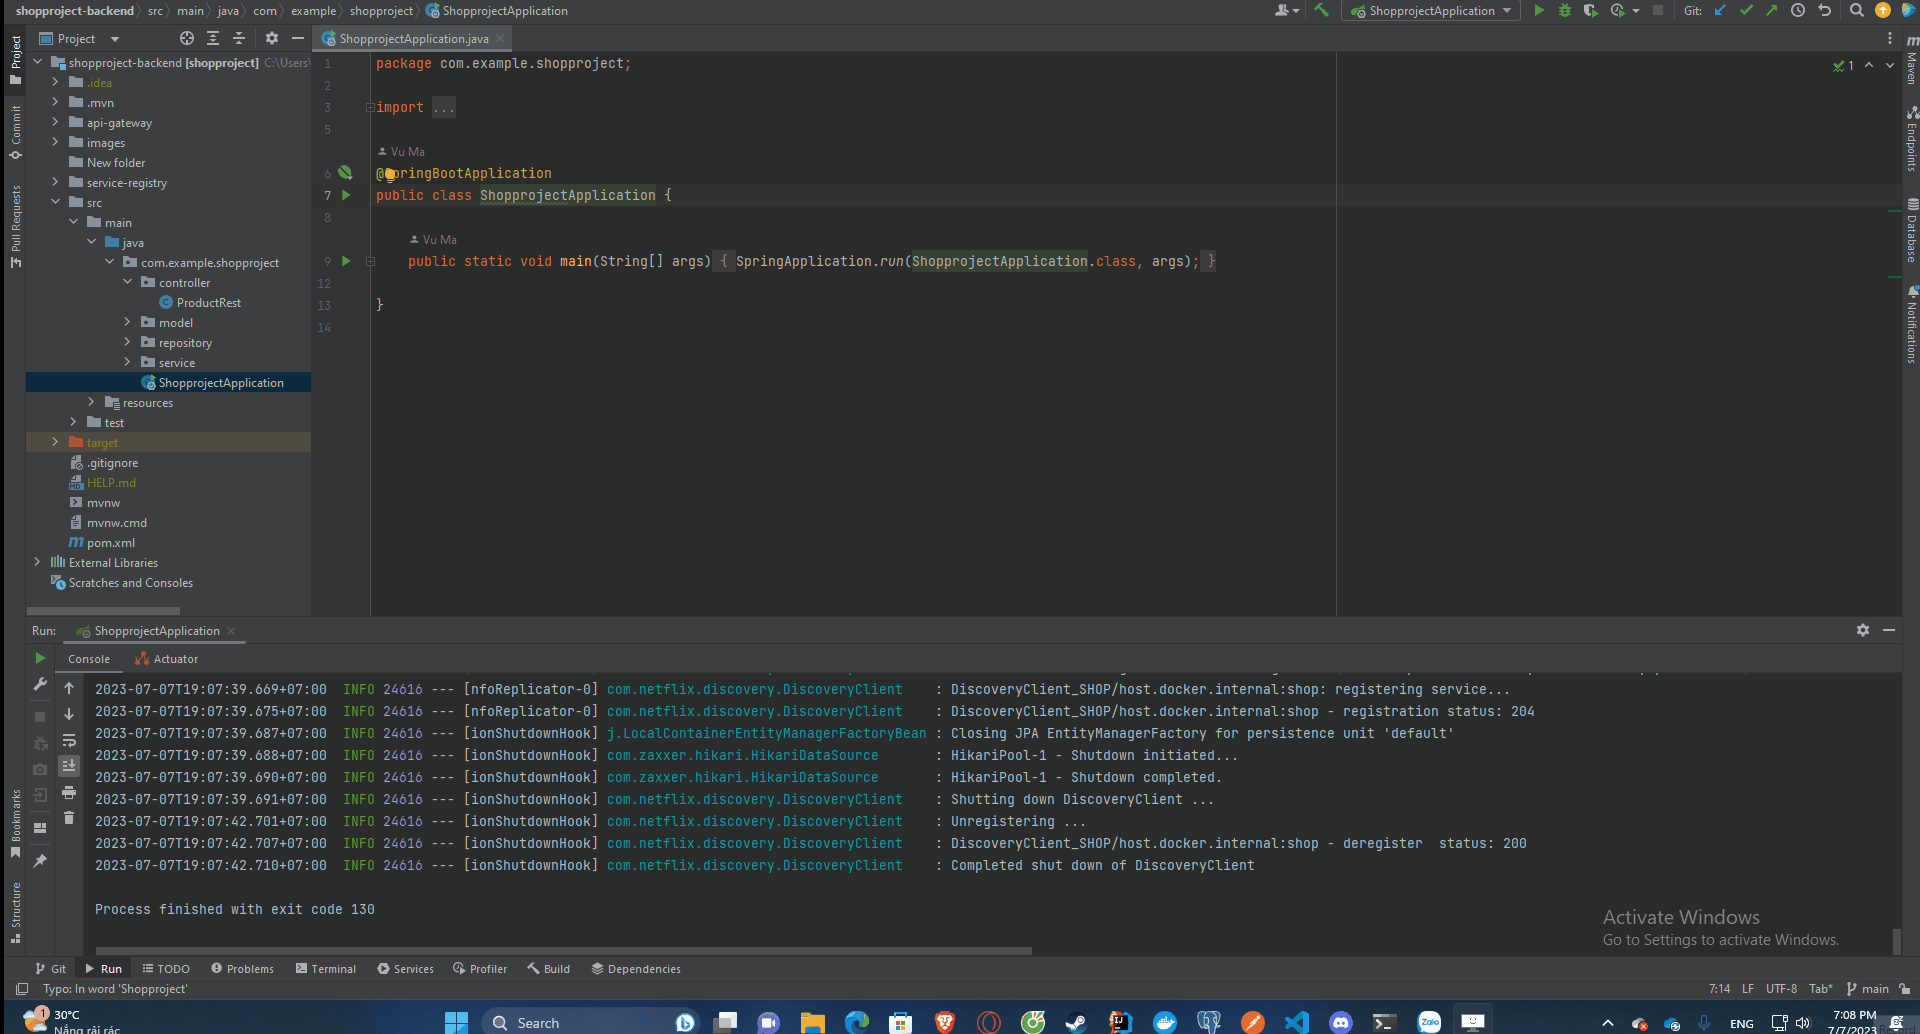 shopproject-backend src main java com example shopproject ShopprojectApplication
ShopprojectApplication
Git:
Project
ShopprojectApplication.java
shopproject-backend [shopproject] C:\Users\
.idea
.mvn
api-gateway
images
New folder
service-registry
src
main
java
com.example.shopproject
controller
ProductRest
model
repository
service
ShopprojectApplication
resources
test
target
.gitignore
HELP.md
mvnw
mvnw.cmd
pom.xml
External Libraries
Scratches and Consoles
Project
Commit
Pull Requests
Bookmarks
Structure
1 package com.example.shopproject;
2
3 import ...
5
Vu Ma
6 @SpringBootApplication
7 public class ShopprojectApplication {
8
Vu Ma
9 public static void main(String[] args) { SpringApplication.run(ShopprojectApplication.class, args); }
12
13 }
14
1
Maven
Endpoints
Database
Notifications
Run: ShopprojectApplication
Console Actuator
2023-07-07T19:07:39.669+07:00 INFO 24616 --- [nfoReplicator-0] com.netflix.discovery.DiscoveryClient : DiscoveryClient_SHOP/host.docker.internal:shop: registering service...
2023-07-07T19:07:39.675+07:00 INFO 24616 --- [nfoReplicator-0] com.netflix.discovery.DiscoveryClient : DiscoveryClient_SHOP/host.docker.internal:shop - registration status: 204
2023-07-07T19:07:39.687+07:00 INFO 24616 --- [ionShutdownHook] j.LocalContainerEntityManagerFactoryBean : Closing JPA EntityManagerFactory for persistence unit 'default'
2023-07-07T19:07:39.688+07:00 INFO 24616 --- [ionShutdownHook] com.zaxxer.hikari.HikariDataSource : HikariPool-1 - Shutdown initiated...
2023-07-07T19:07:39.690+07:00 INFO 24616 --- [ionShutdownHook] com.zaxxer.hikari.HikariDataSource : HikariPool-1 - Shutdown completed.
2023-07-07T19:07:39.691+07:00 INFO 24616 --- [ionShutdownHook] com.netflix.discovery.DiscoveryClient : Shutting down DiscoveryClient ...
2023-07-07T19:07:42.701+07:00 INFO 24616 --- [ionShutdownHook] com.netflix.discovery.DiscoveryClient : Unregistering ...
2023-07-07T19:07:42.707+07:00 INFO 24616 --- [ionShutdownHook] com.netflix.discovery.DiscoveryClient : DiscoveryClient_SHOP/host.docker.internal:shop - deregister status: 200
2023-07-07T19:07:42.710+07:00 INFO 24616 --- [ionShutdownHook] com.netflix.discovery.DiscoveryClient : Completed shut down of DiscoveryClient
Process finished with exit code 130
Activate Windows
Go to Settings to activate Windows.
Git Run TODO Problems Terminal Services Profiler Build Dependencies
Typo: In word 'Shopproject'
7:14 LF UTF-8 Tab* main
1 30°C
Nắng rải rác
Search
Zalo
ENG
7:08 PM
7/7/2023